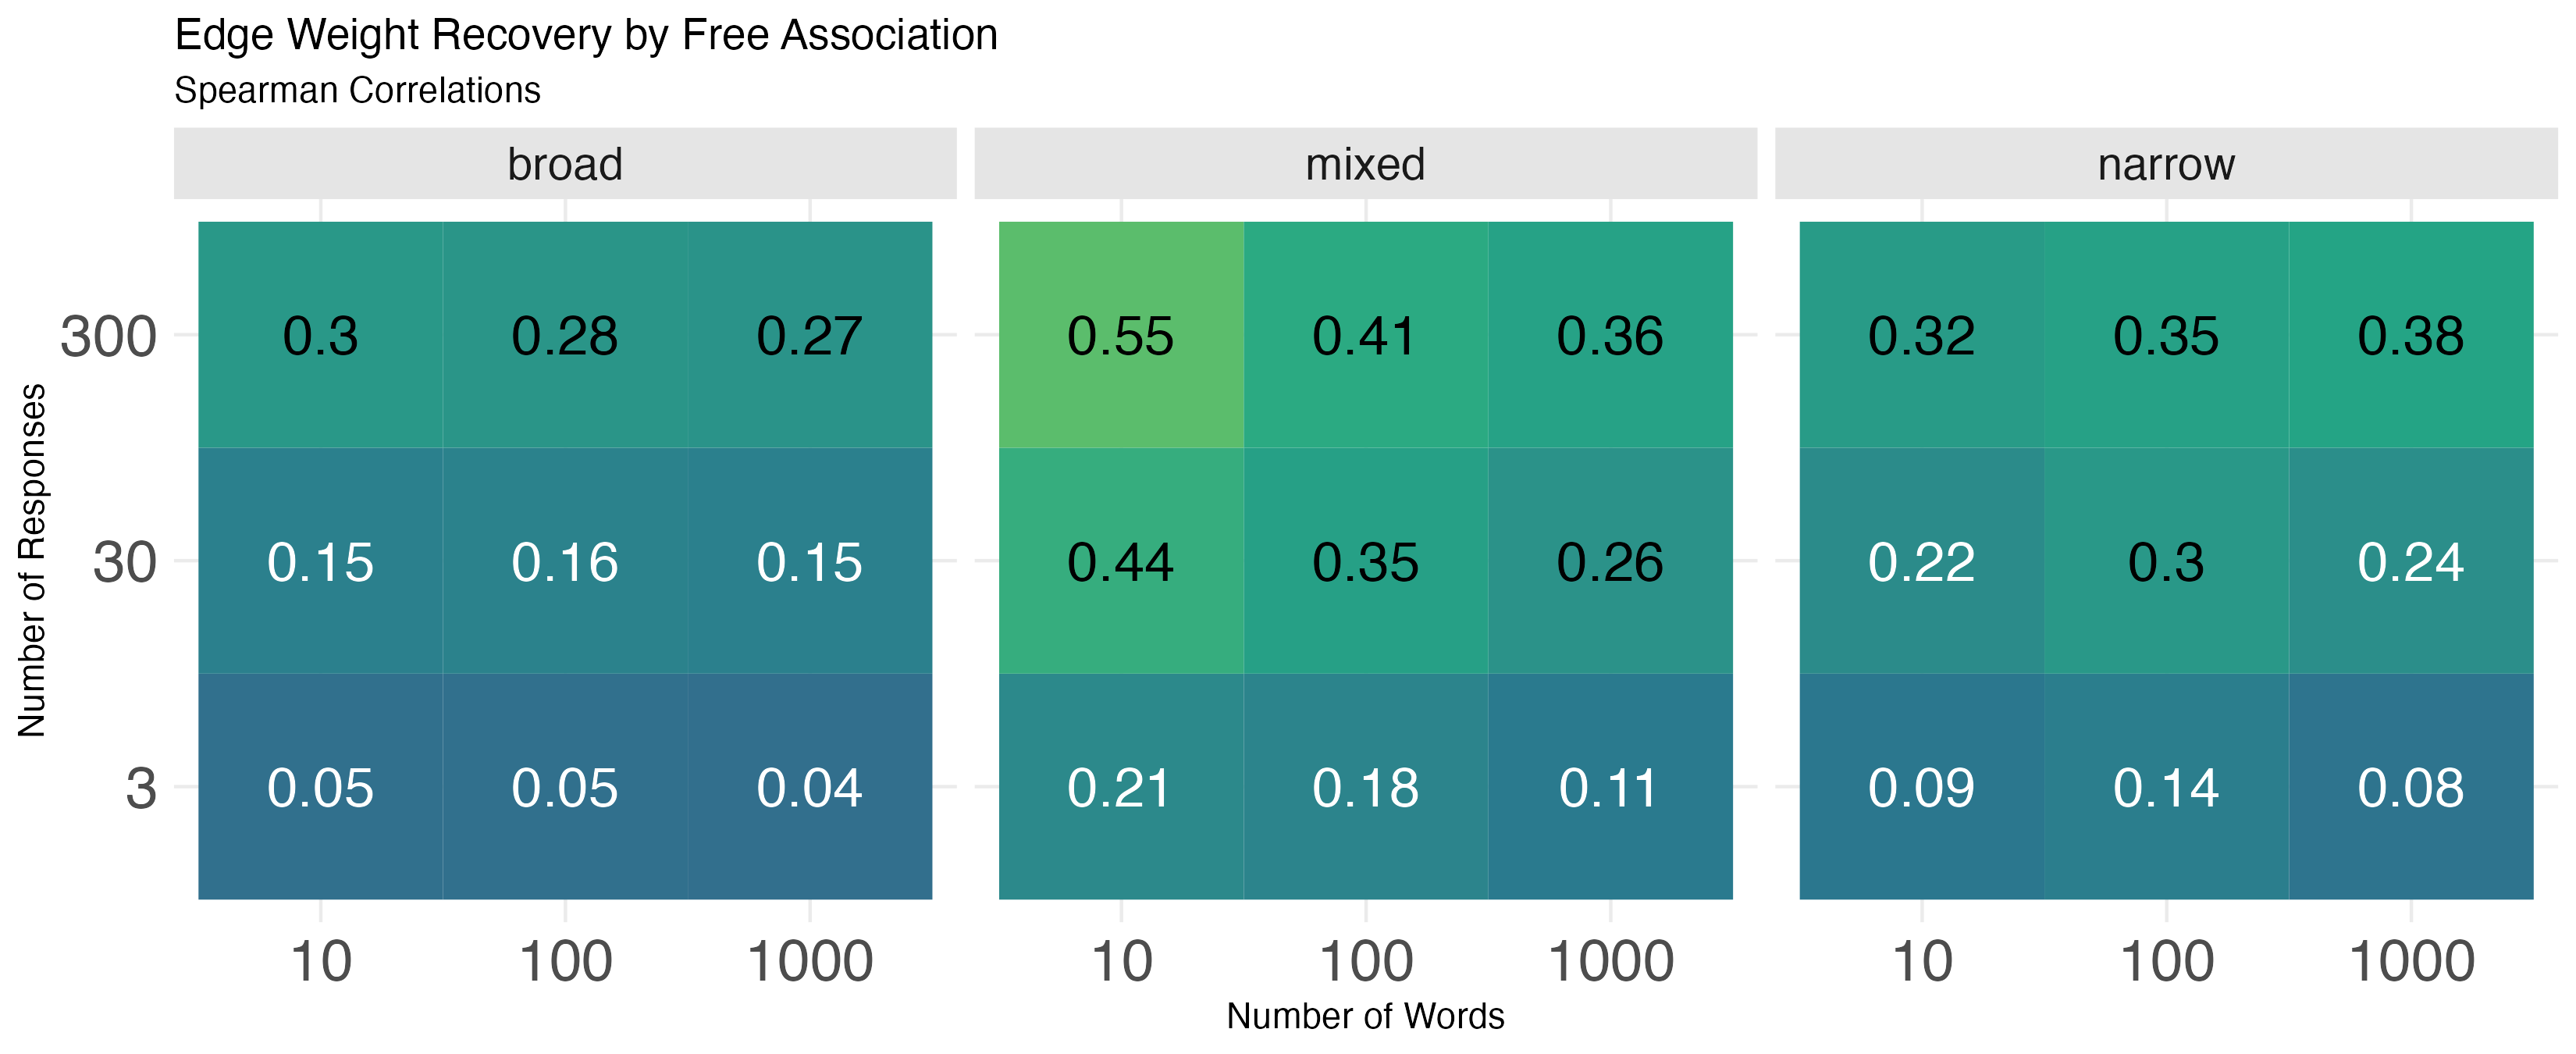 Edge Weight Recovery by Free Association
Spearman Correlations
broad mixed narrow
300 0.3 0.28 0.27 0.55 0.41 0.36 0.32 0.35 0.38
30 0.15 0.16 0.15 0.44 0.35 0.26 0.22 0.3 0.24
3 0.05 0.05 0.04 0.21 0.18 0.11 0.09 0.14 0.08
10 100 1000 10 100 1000 10 100 1000
Number of Words
Number of Responses